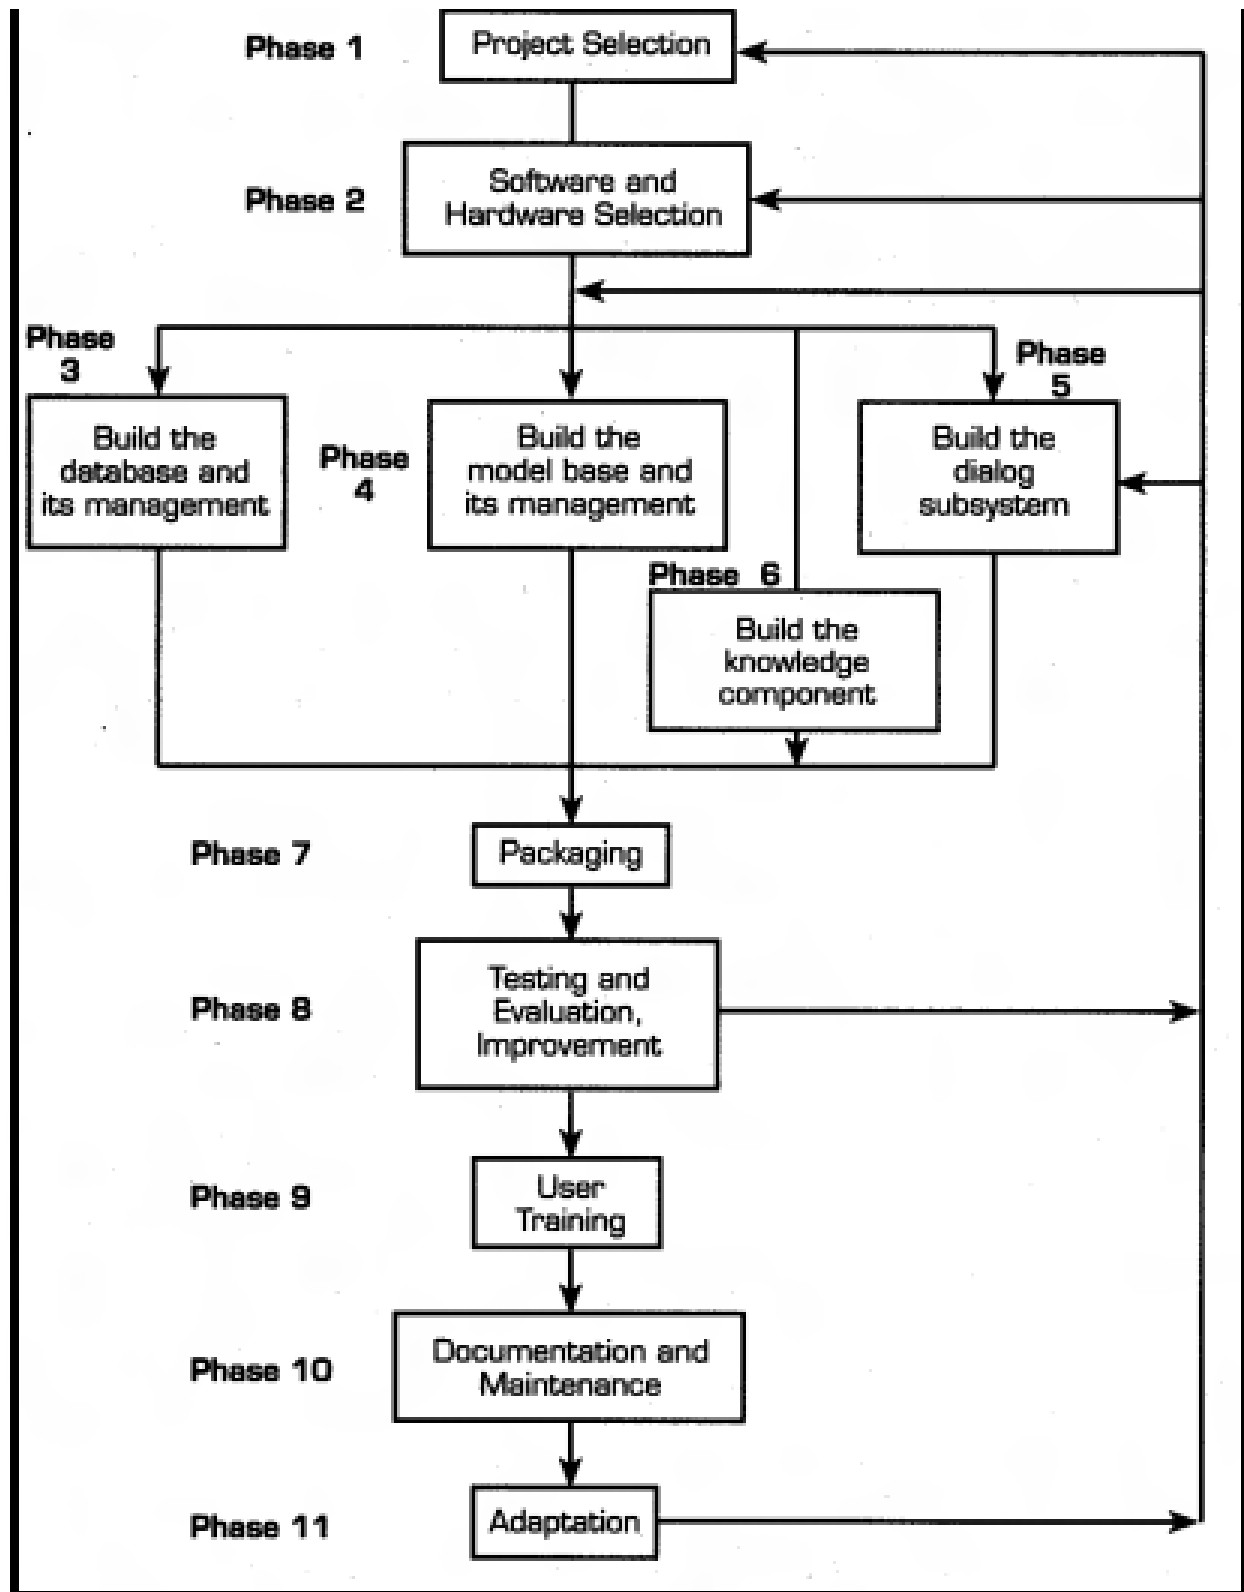 Phase 1
Project Selection
Phase 2
Software and
Hardware Selection
Phase
3
Build the
database and
its management
Phase
4
Build the
model base and
its management
Phase
5
Build the
dialog
subsystem
Phase 6
Build the
knowledge
component
Phase 7
Packaging
Phase 8
Testing and
Evaluation,
Improvement
Phase 9
User
Training
Phase 10
Documentation and
Maintenance
Phase 11
Adaptation